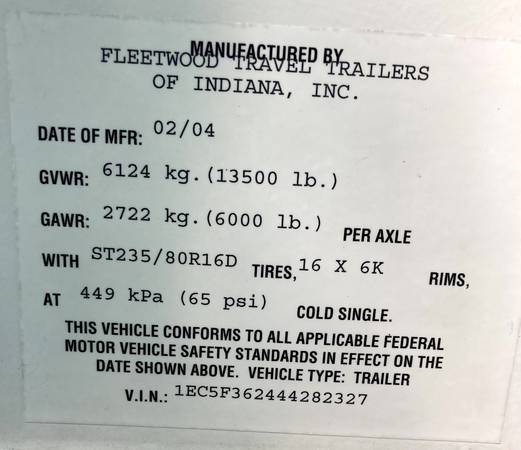 MANUFACTURED BY
FLEETWOOD TRAVEL TRAILERS
OF INDIANA, INC.
DATE OF MFR: 02/04
GVWR: 6124 kg.(13500 lb.)
GAWR: 2722 kg.(6000 lb.) PER AXLE
WITH ST235/80R16D TIRES, 16 X 6K RIMS,
AT 449 kPa (65 psi) COLD SINGLE.
THIS VEHICLE CONFORMS TO ALL APPLICABLE FEDERAL
MOTOR VEHICLE SAFETY STANDARDS IN EFFECT ON THE
DATE SHOWN ABOVE. VEHICLE TYPE: TRAILER
V.I.N.: 1EC5F362444282327